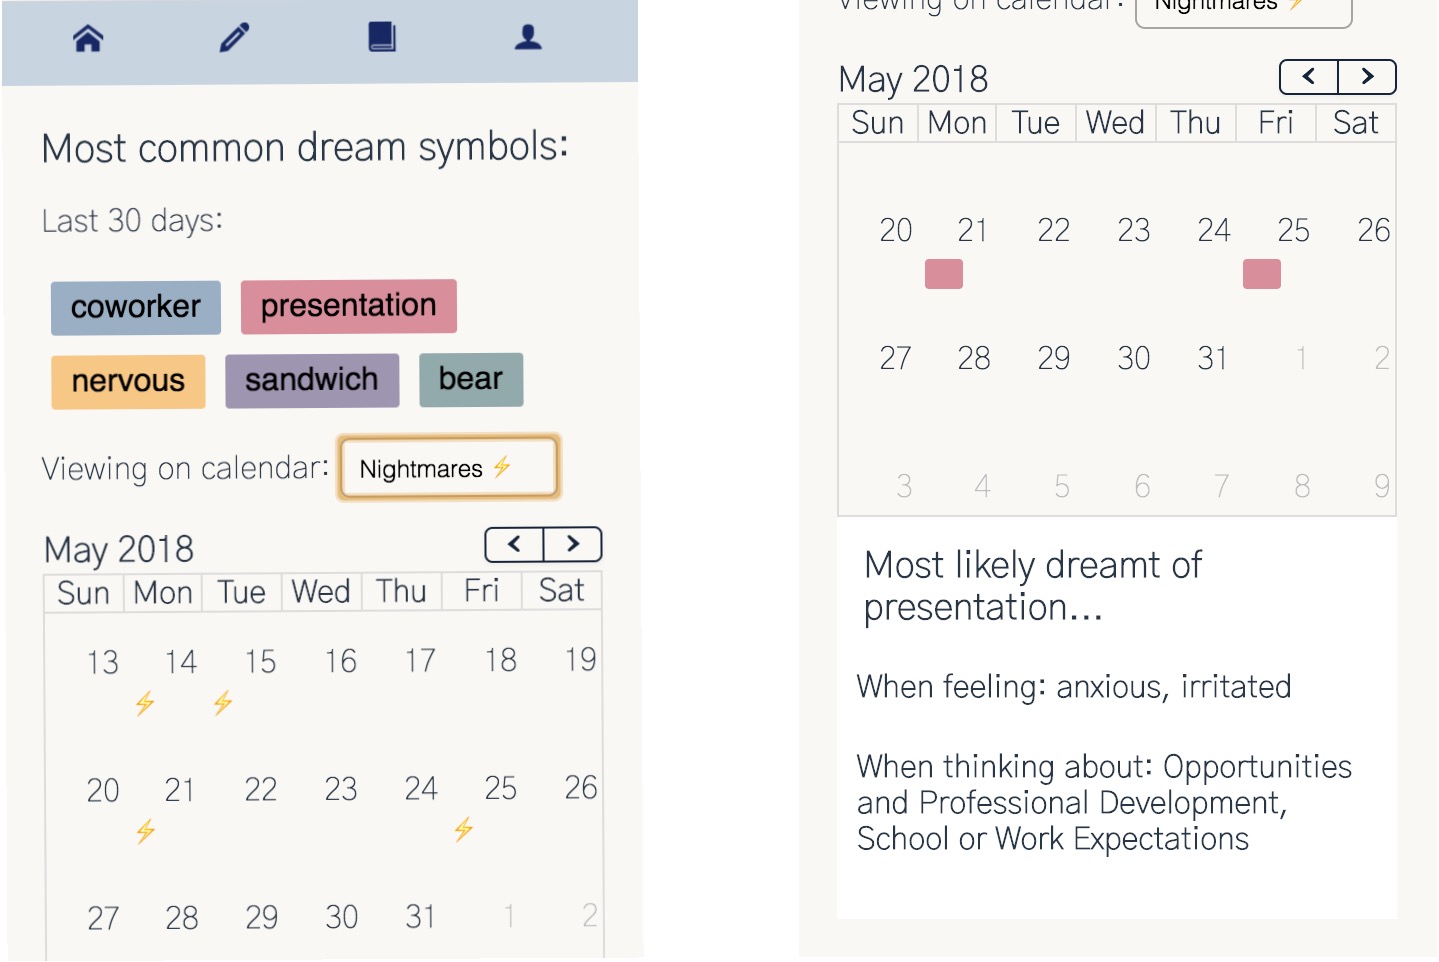 Most common dream symbols:
Last 30 days:
coworker presentation
nervous sandwich bear
Viewing on calendar: Nightmares ⚡
May 2018 < >
Sun Mon Tue Wed Thu Fri Sat
13 14 15 16 17 18 19
20 21 22 23 24 25 26
27 28 29 30 31 1 2
Viewing on calendar: Nightmares ⚡
May 2018 < >
Sun Mon Tue Wed Thu Fri Sat
20 21 22 23 24 25 26
27 28 29 30 31 1 2
3 4 5 6 7 8 9
Most likely dreamt of
presentation...
When feeling: anxious, irritated
When thinking about: Opportunities
and Professional Development,
School or Work Expectations